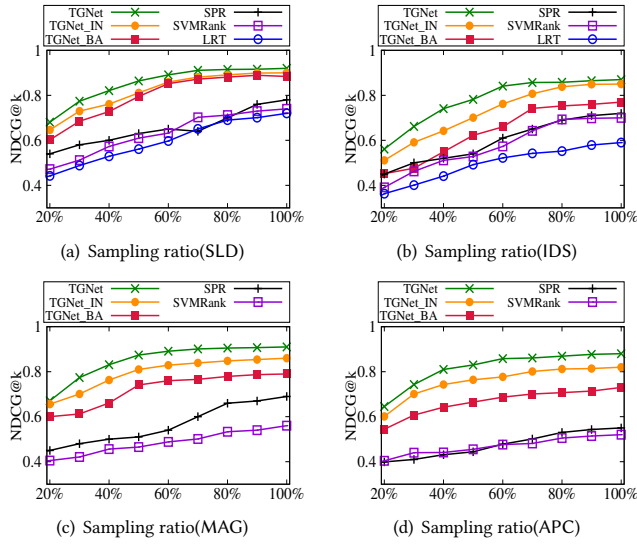 TGNet SPR
TGNet_IN SVMRank
TGNet_BA LRT
NDCG@k
1
0.8
0.6
0.4
20% 40% 60% 80% 100%
(a) Sampling ratio(SLD)
TGNet SPR
TGNet_IN SVMRank
TGNet_BA LRT
NDCG@k
1
0.8
0.6
0.4
20% 40% 60% 80% 100%
(b) Sampling ratio(IDS)
TGNet SPR
TGNet_IN SVMRank
TGNet_BA
NDCG@k
1
0.8
0.6
0.4
20% 40% 60% 80% 100%
(c) Sampling ratio(MAG)
TGNet SPR
TGNet_IN SVMRank
TGNet_BA
NDCG@k
1
0.8
0.6
0.4
20% 40% 60% 80% 100%
(d) Sampling ratio(APC)